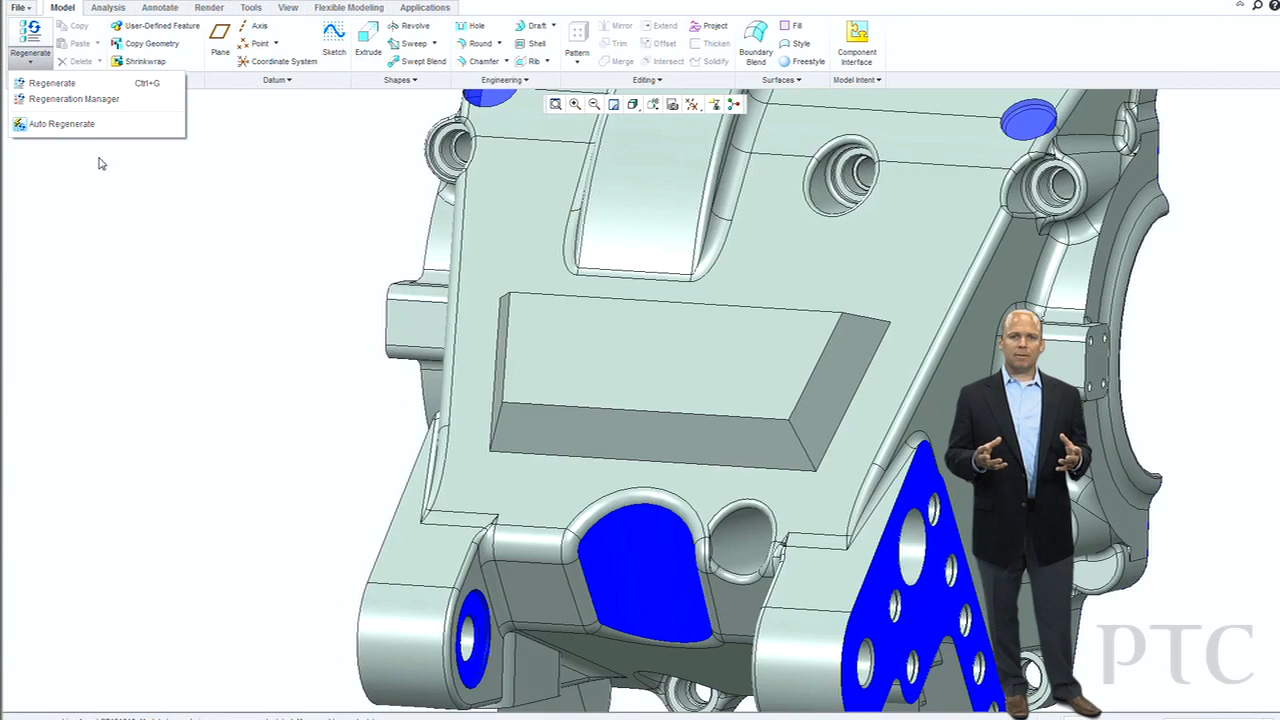 File Model Analysis Annotate Render Tools View Flexible Modeling Applications
Copy User-Defined Feature Axis Revolve Hole Draft Mirror Extend Project Fill
Regenerate Paste Copy Geometry Plane Point Sketch Extrude Sweep Round Shell Pattern Trim Offset Thicken Boundary Blend Style Component Interface
Delete Shrinkwrap Coordinate System Swept Blend Chamfer Rib Merge Intersect Solidify Freestyle
Datum Shapes Engineering Editing Surfaces Model Intent
Regenerate Ctrl+G
Regeneration Manager
Auto Regenerate
PTC